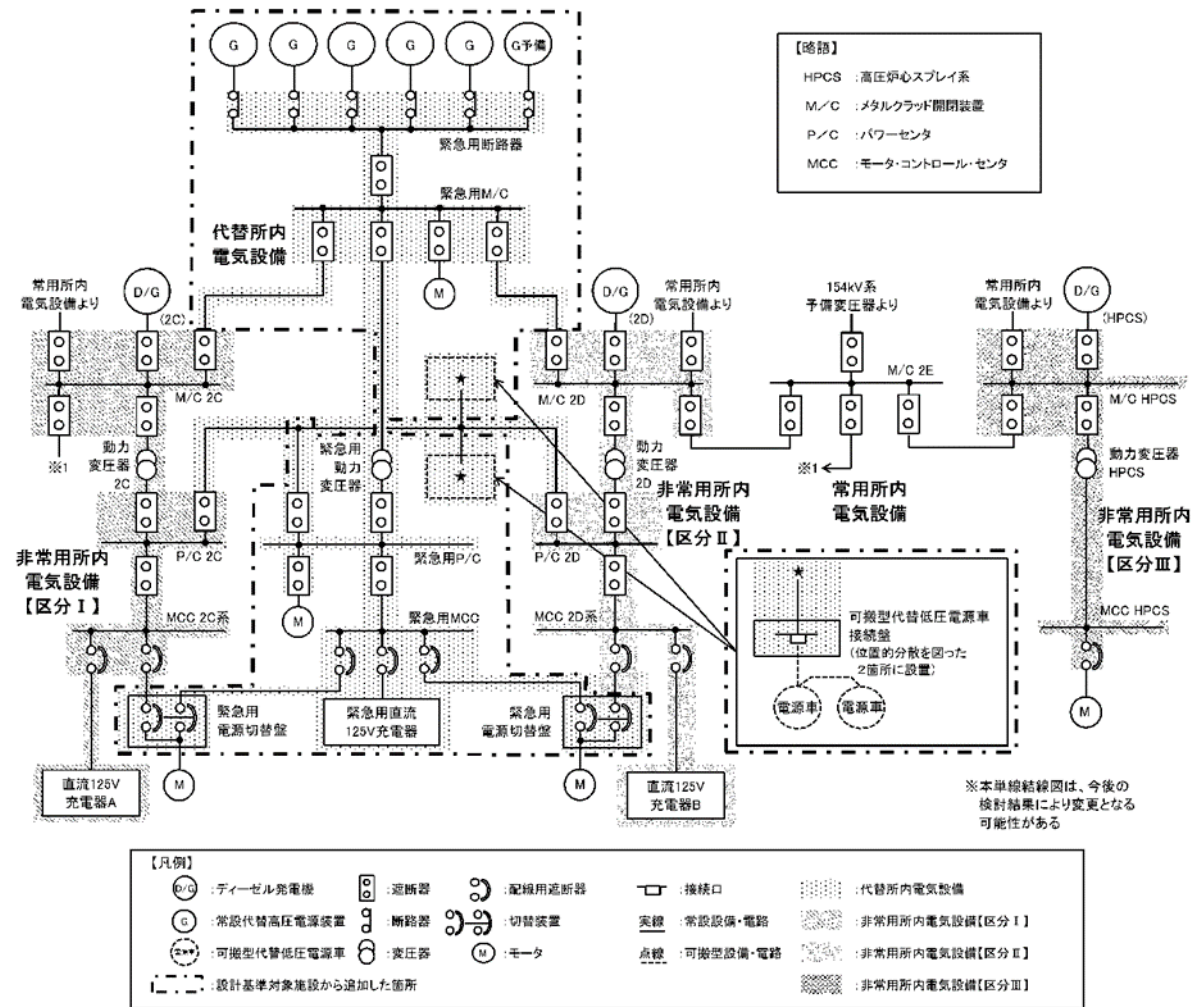 G
G
G
G
G
G予備
緊急用断路器
緊急用M/C
代替所内
電気設備
【略語】
HPCS :高圧炉心スプレイ系
M/C :メタルクラッド開閉装置
P/C :パワーセンタ
MCC :モータ・コントロール・センタ
常用所内
電気設備より
D/G
(2C)
M
D/G
(2D)
常用所内
電気設備より
154kV系
予備変圧器より
常用所内
電気設備より
D/G
(HPCS)
M/C 2C
M/C 2D
M/C 2E
M/C HPCS
※1
動力
変圧器
2C
緊急用
動力
変圧器
動力
変圧器
2D
※1
常用所内
電気設備
動力変圧器
HPCS
非常用所内
電気設備
【区分Ⅰ】
非常用所内
電気設備
【区分Ⅱ】
非常用所内
電気設備
【区分Ⅲ】
P/C 2C
緊急用P/C
P/C 2D
M
MCC 2C系
緊急用MCC
MCC 2D系
MCC HPCS
緊急用
電源切替盤
緊急用直流
125V充電器
緊急用
電源切替盤
M
M
M
直流125V
充電器A
直流125V
充電器B
可搬型代替低圧電源車
接続盤
(位置的分散を図った
2箇所に設置)
電源車
電源車
※本単線結線図は、今後の
検討結果により変更となる
可能性がある
【凡例】
D/G :ディーゼル発電機
:遮断器
:配線用遮断器
:接続口
:代替所内電気設備
G :常設代替高圧電源装置
:断路器
:切替装置
実線 :常設設備・電路
:非常用所内電気設備【区分Ⅰ】
電源車 :可搬型代替低圧電源車
:変圧器
M :モータ
点線 :可搬型設備・電路
:非常用所内電気設備【区分Ⅱ】
:設計基準対象施設から追加した箇所
:非常用所内電気設備【区分Ⅲ】